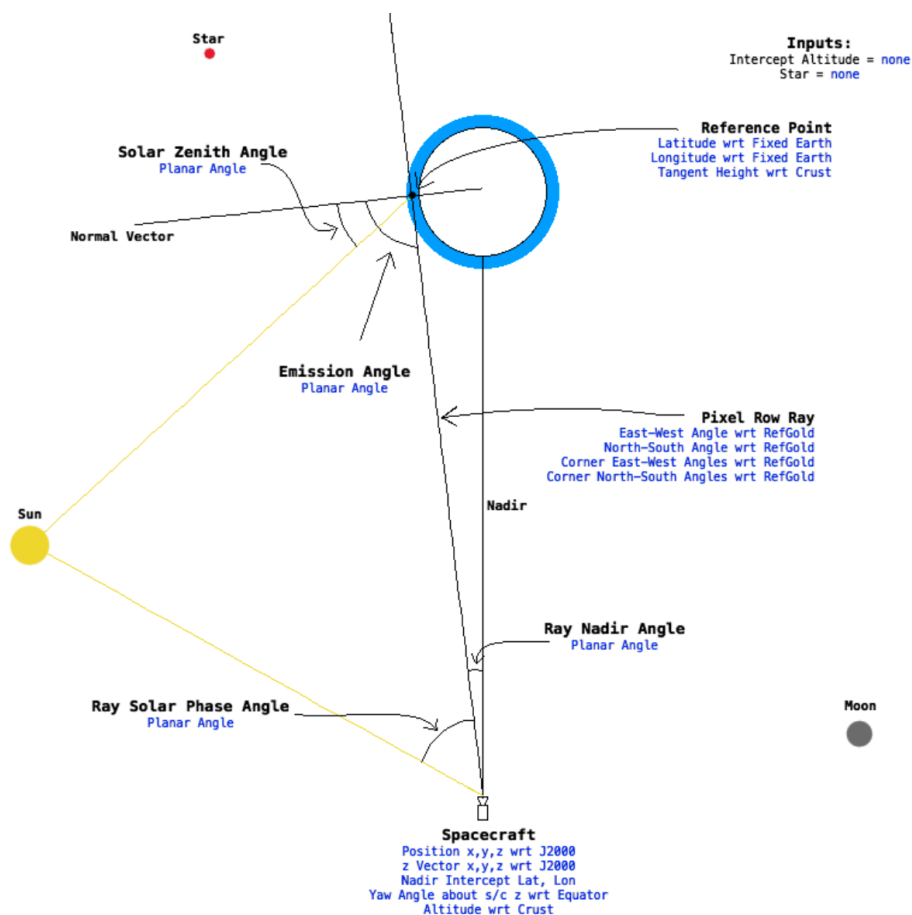 Star
Inputs:
Intercept Altitude = none
Star = none
Reference Point
Latitude wrt Fixed Earth
Longitude wrt Fixed Earth
Tangent Height wrt Crust
Solar Zenith Angle
Planar Angle
Normal Vector
Emission Angle
Planar Angle
Pixel Row Ray
East-West Angle wrt RefGold
North-South Angle wrt RefGold
Corner East-West Angles wrt RefGold
Corner North-South Angles wrt RefGold
Nadir
Sun
Ray Nadir Angle
Planar Angle
Ray Solar Phase Angle
Planar Angle
Moon
Spacecraft
Position x,y,z wrt J2000
z Vector x,y,z wrt J2000
Nadir Intercept Lat, Lon
Yaw Angle about s/c z wrt Equator
Altitude wrt Crust